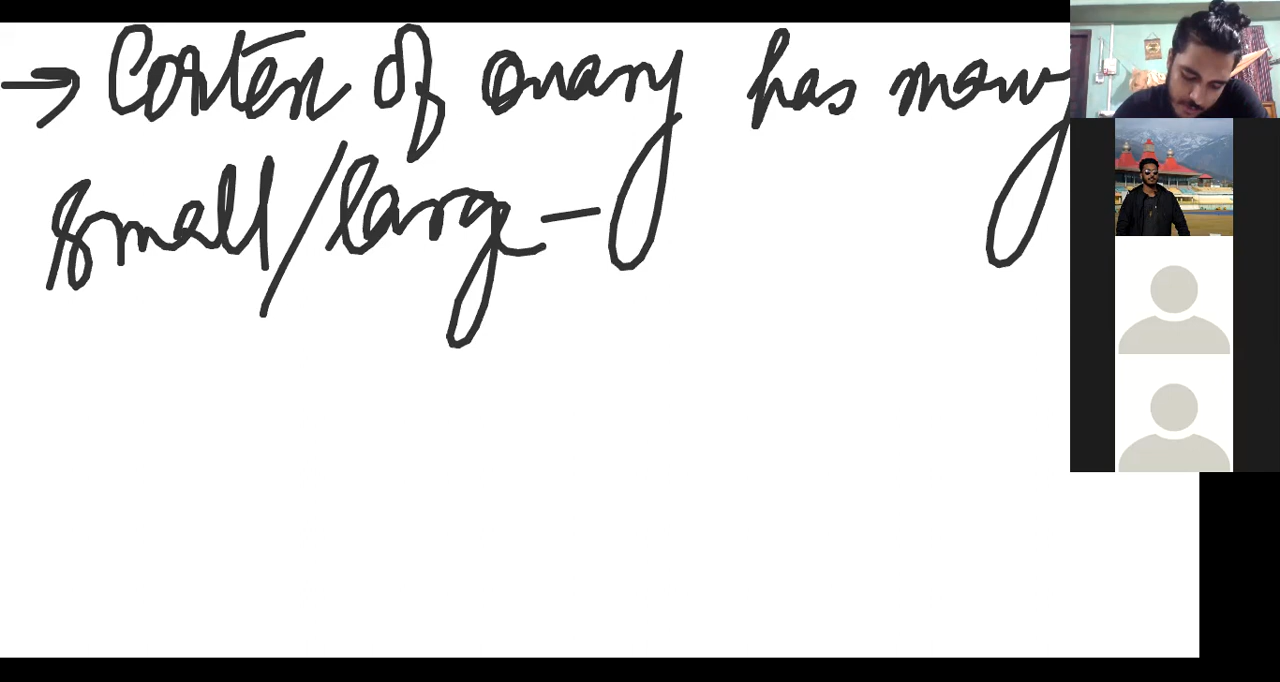 → Cortex of ovary has many
small/large –